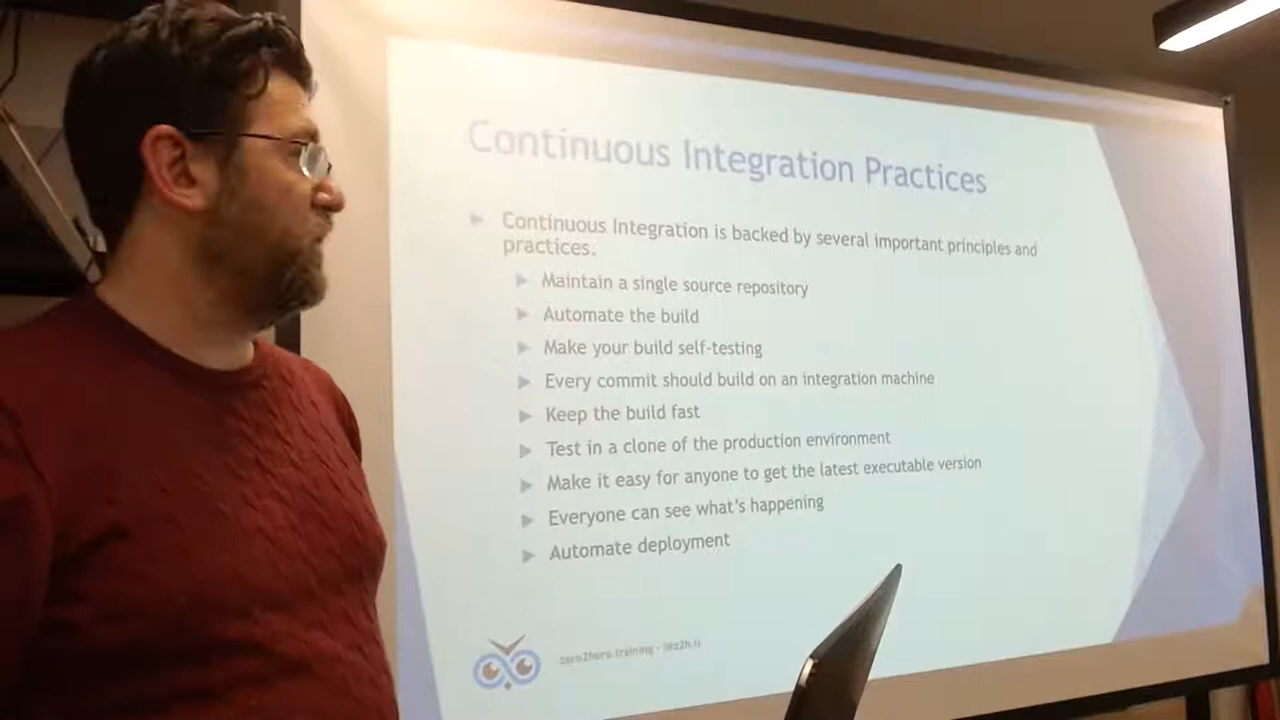 Continuous Integration Practices
Continuous Integration is backed by several important principles and
practices.
Maintain a single source repository
Automate the build
Make your build self-testing
Every commit should build on an integration machine
Keep the build fast
Test in a clone of the production environment
Make it easy for anyone to get the latest executable version
Everyone can see what's happening
Automate deployment
zero2hero.training -